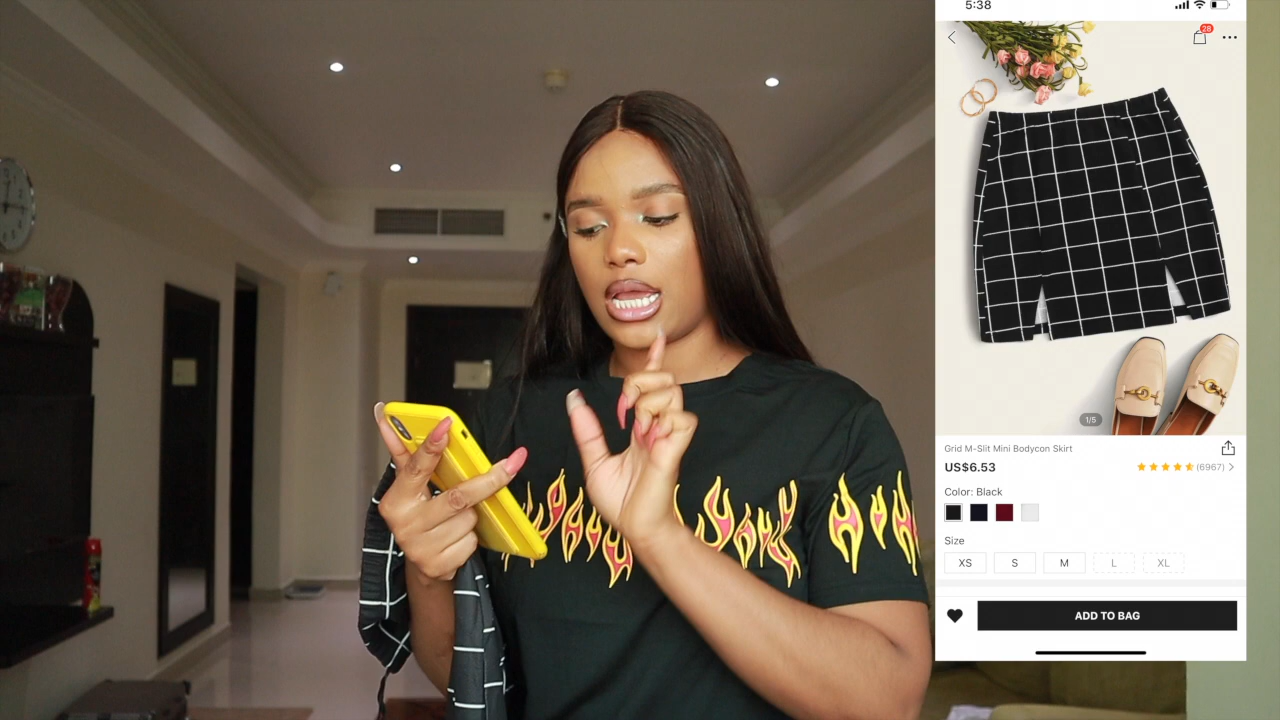 5:38
28
1/5
Grid M-Slit Mini Bodycon Skirt
US$6.53
(6967)
Color: Black
Size
XS S M L XL
ADD TO BAG